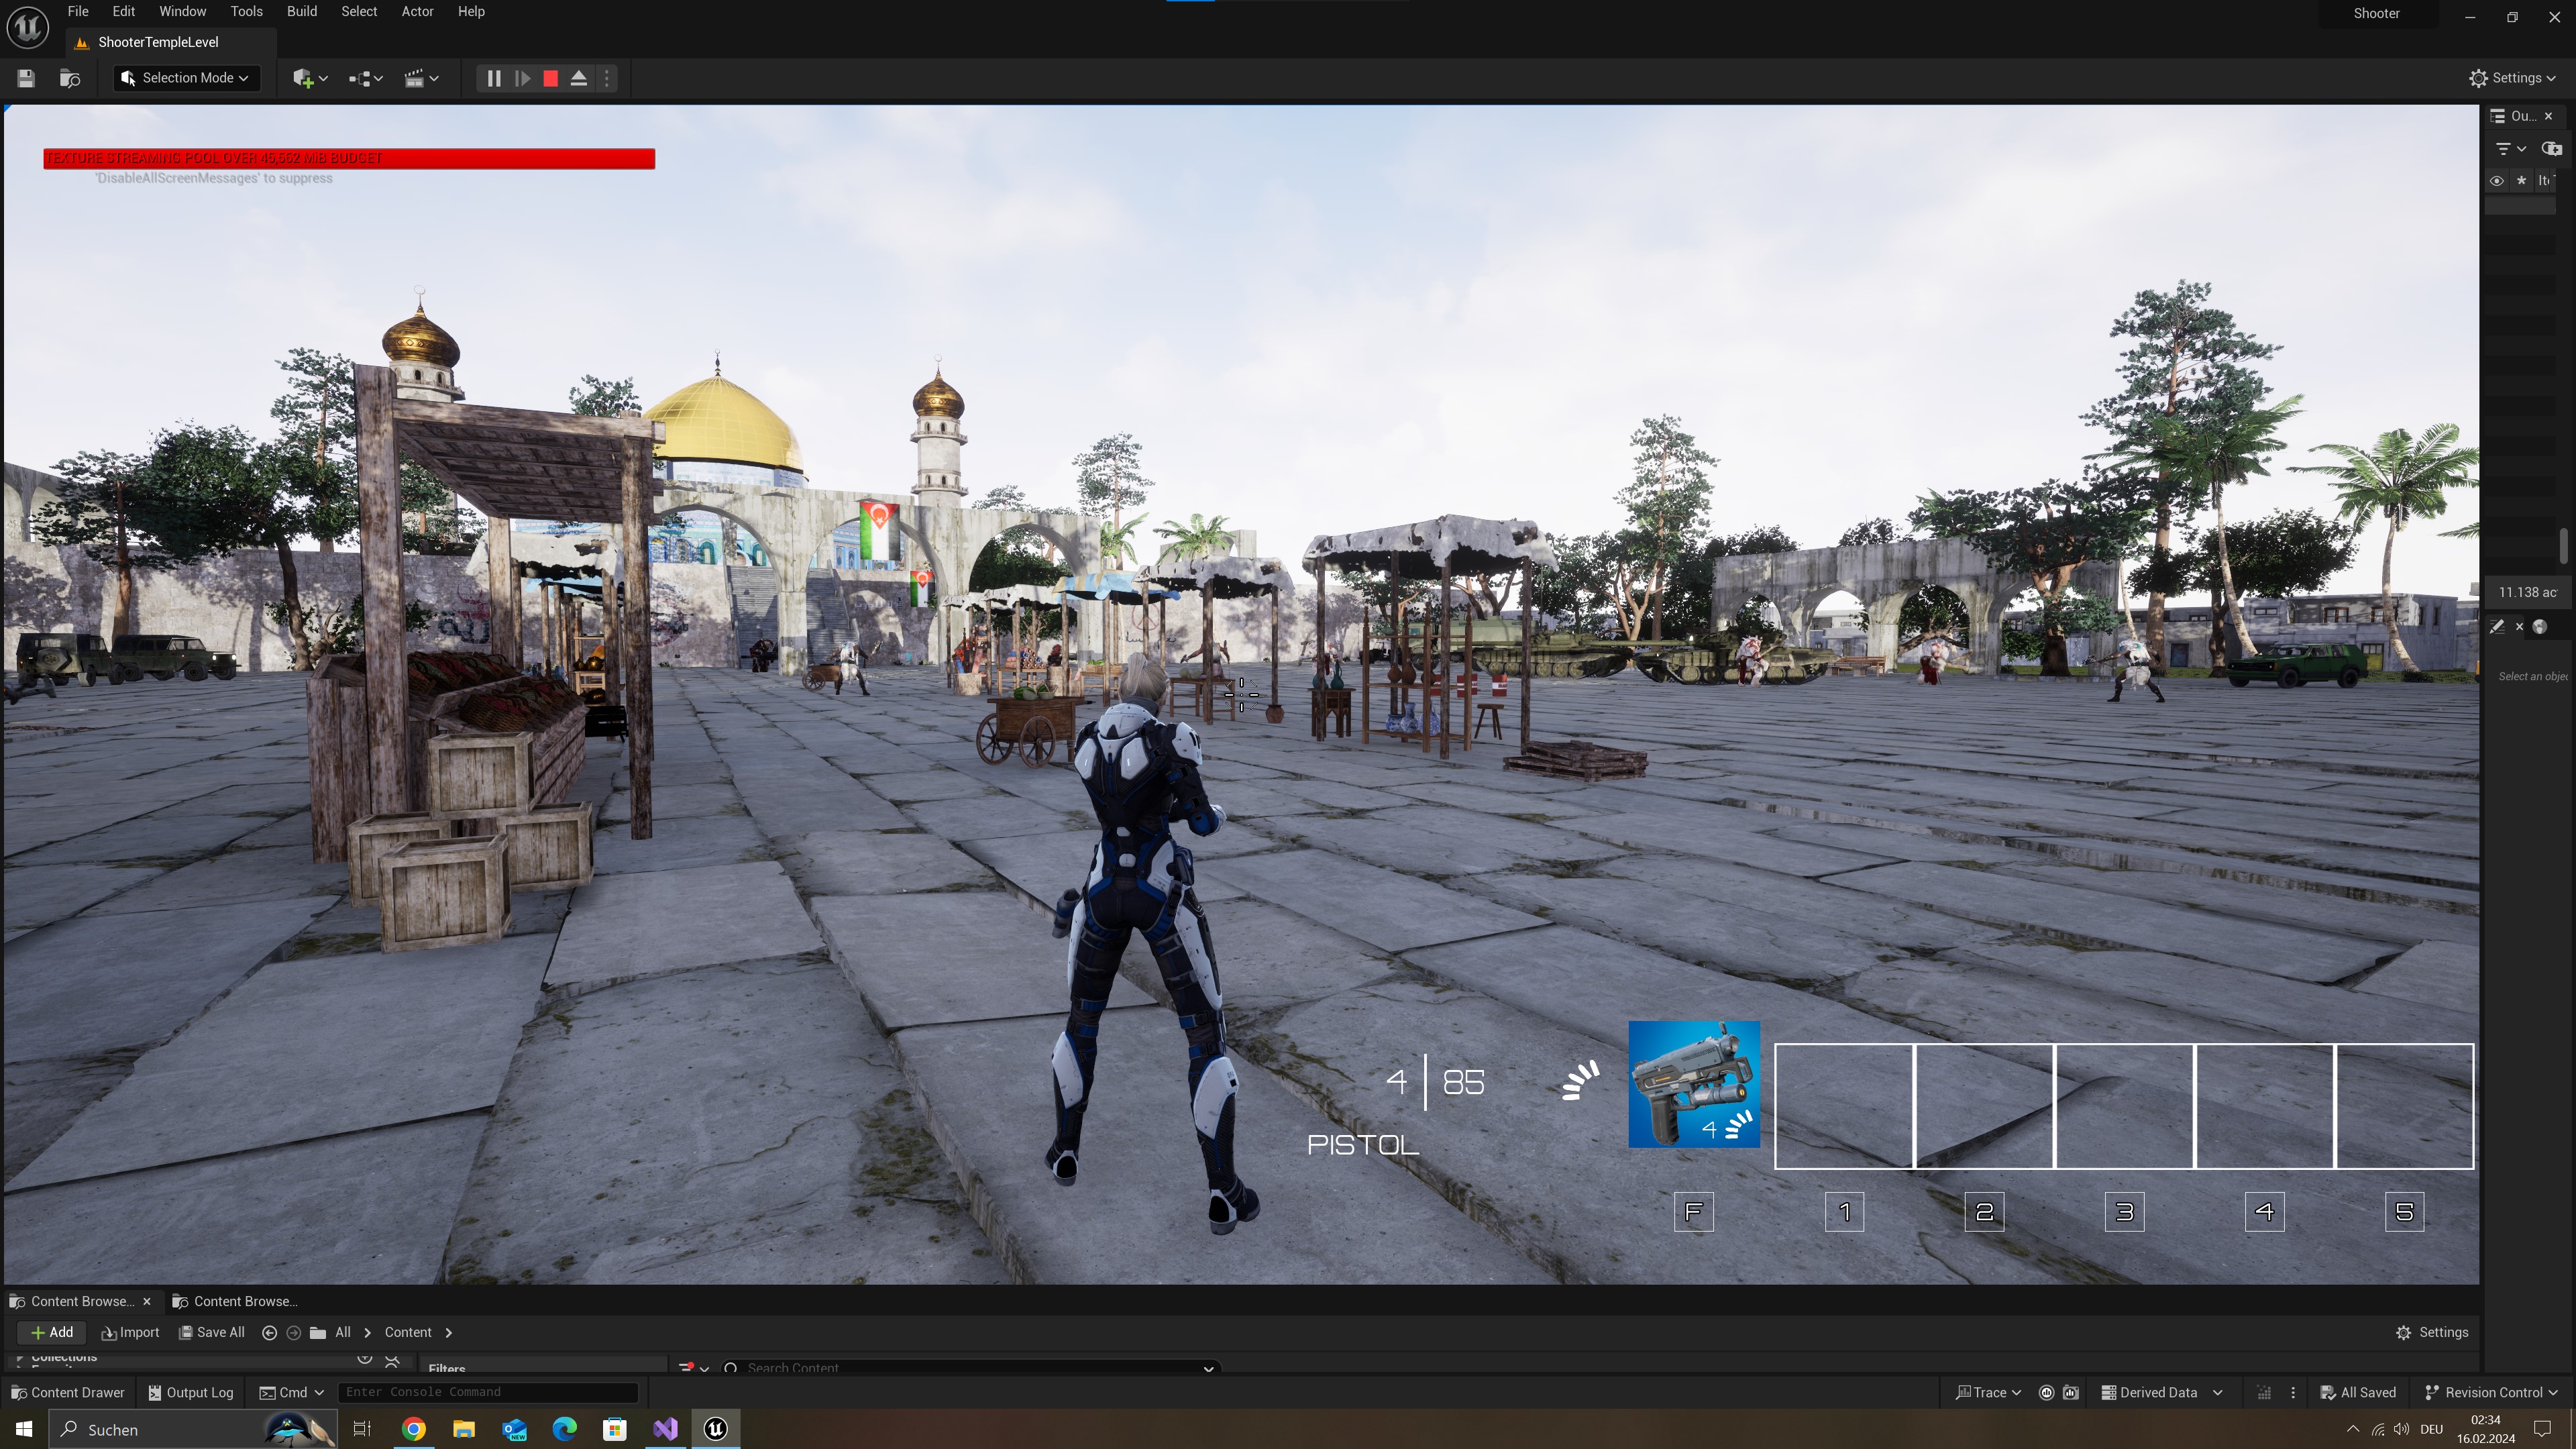 File Edit Window Tools Build Select Actor Help
Shooter
ShooterTempleLevel
Selection Mode
Settings
Ou...
TEXTURE STREAMING POOL OVER 45,552 MiB BUDGET
'DisableAllScreenMessages' to suppress
11.138 ac
Select an objec
4 | 85
4
PISTOL
F 1 2 3 4 5
Content Browse... Content Browse...
Add Import Save All All Content Settings
Collections
Filters Search Content
Content Drawer Output Log Cmd Enter Console Command Trace Derived Data All Saved Revision Control
Suchen NEW DEU 02:34
16.02.2024